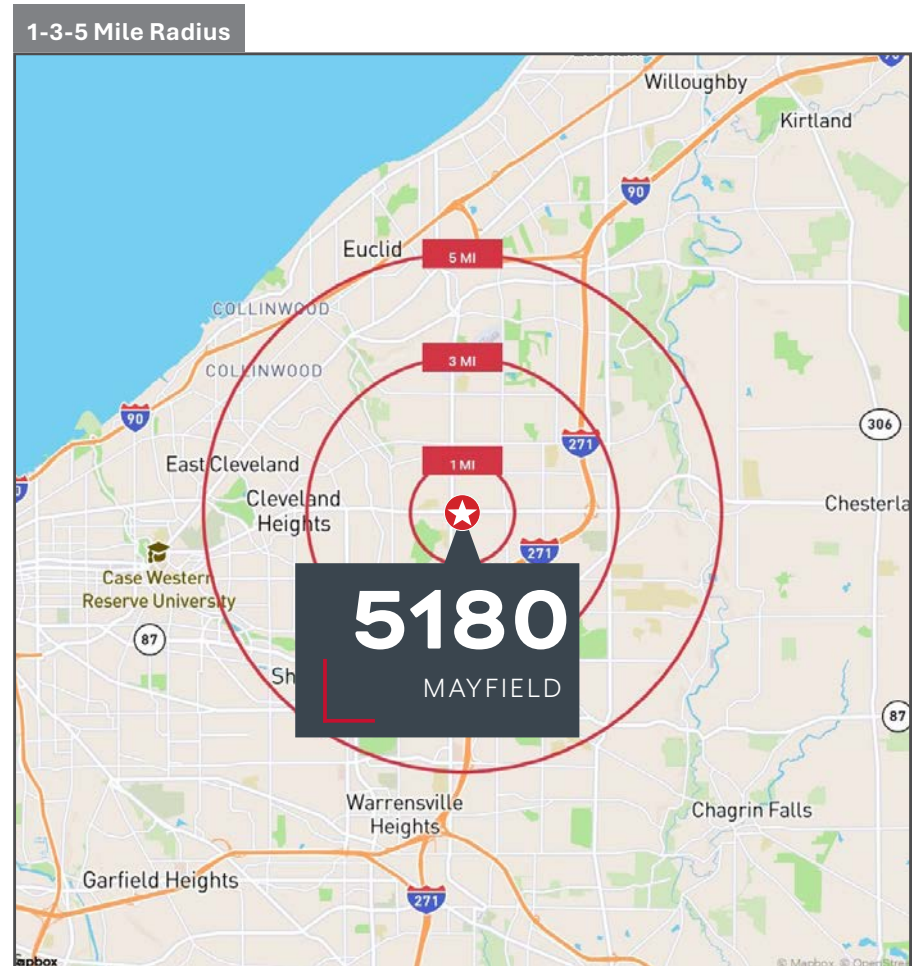 1-3-5 Mile Radius
Willoughby
Kirtland
90
Euclid
5 MI
COLLINWOOD
3 MI
COLLINWOOD
90
306
271
East Cleveland
1 MI
Cleveland
Heights
Chesterla
271
Case Western
Reserve University
5180
87
Sh
MAYFIELD
87
Warrensville
Heights
Chagrin Falls
Garfield Heights
271
© Mapbox © OpenStree